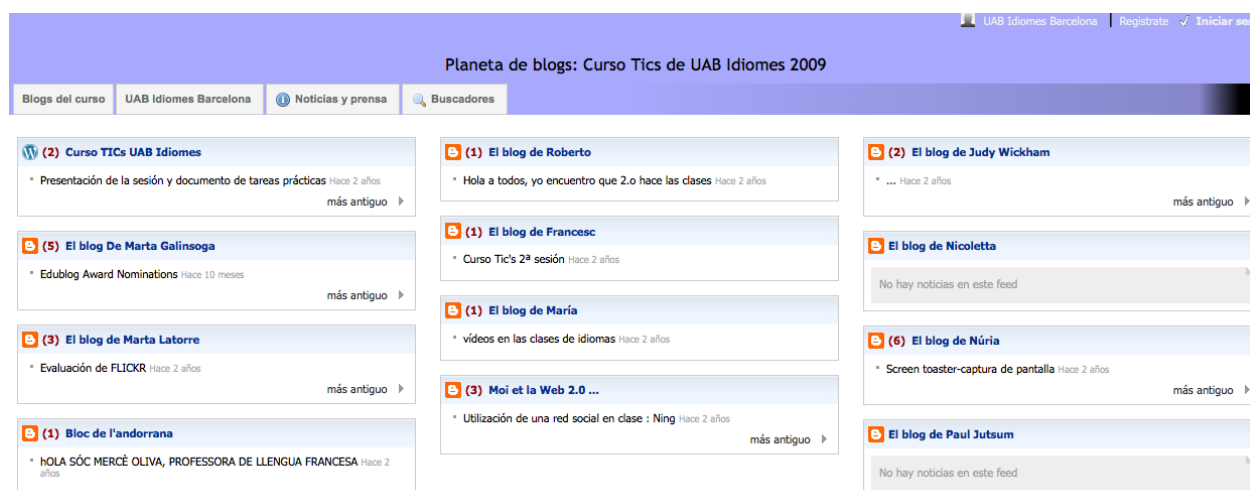 UAB Idiomes Barcelona Registrate Iniciar
Planeta de blogs: Curso Tics de UAB Idiomes 2009
Blogs del curso UAB Idiomes Barcelona Noticias y prensa Buscadores
(2) Curso TICs UAB Idiomes
Presentación de la sesión y documento de tareas prácticas Hace 2 años
más antiguo
(5) El blog De Marta Galinsoga
Edublog Award Nominations Hace 10 meses
más antiguo
(3) El blog de Marta Latorre
Evaluación de FLICKR Hace 2 años
más antiguo
(1) Bloc de l'andorrana
hOLA SÓC MERCÈ OLIVA, PROFESSORA DE LLENGUA FRANCESA Hace 2
años
(1) El blog de Roberto
Hola a todos, yo encuentro que 2.o hace las clases Hace 2 años
(1) El blog de Francesc
Curso Tic's 2ª sesión Hace 2 años
(1) El blog de María
vídeos en las clases de idiomas Hace 2 años
(3) Moi et la Web 2.0 ...
Utilización de una red social en clase : Ning Hace 2 años
más antiguo
(2) El blog de Judy Wickham
... Hace 2 años
más antiguo
El blog de Nicoletta
No hay noticias en este feed
(6) El blog de Núria
Screen toaster-captura de pantalla Hace 2 años
más antiguo
El blog de Paul Jutsum
No hay noticias en este feed